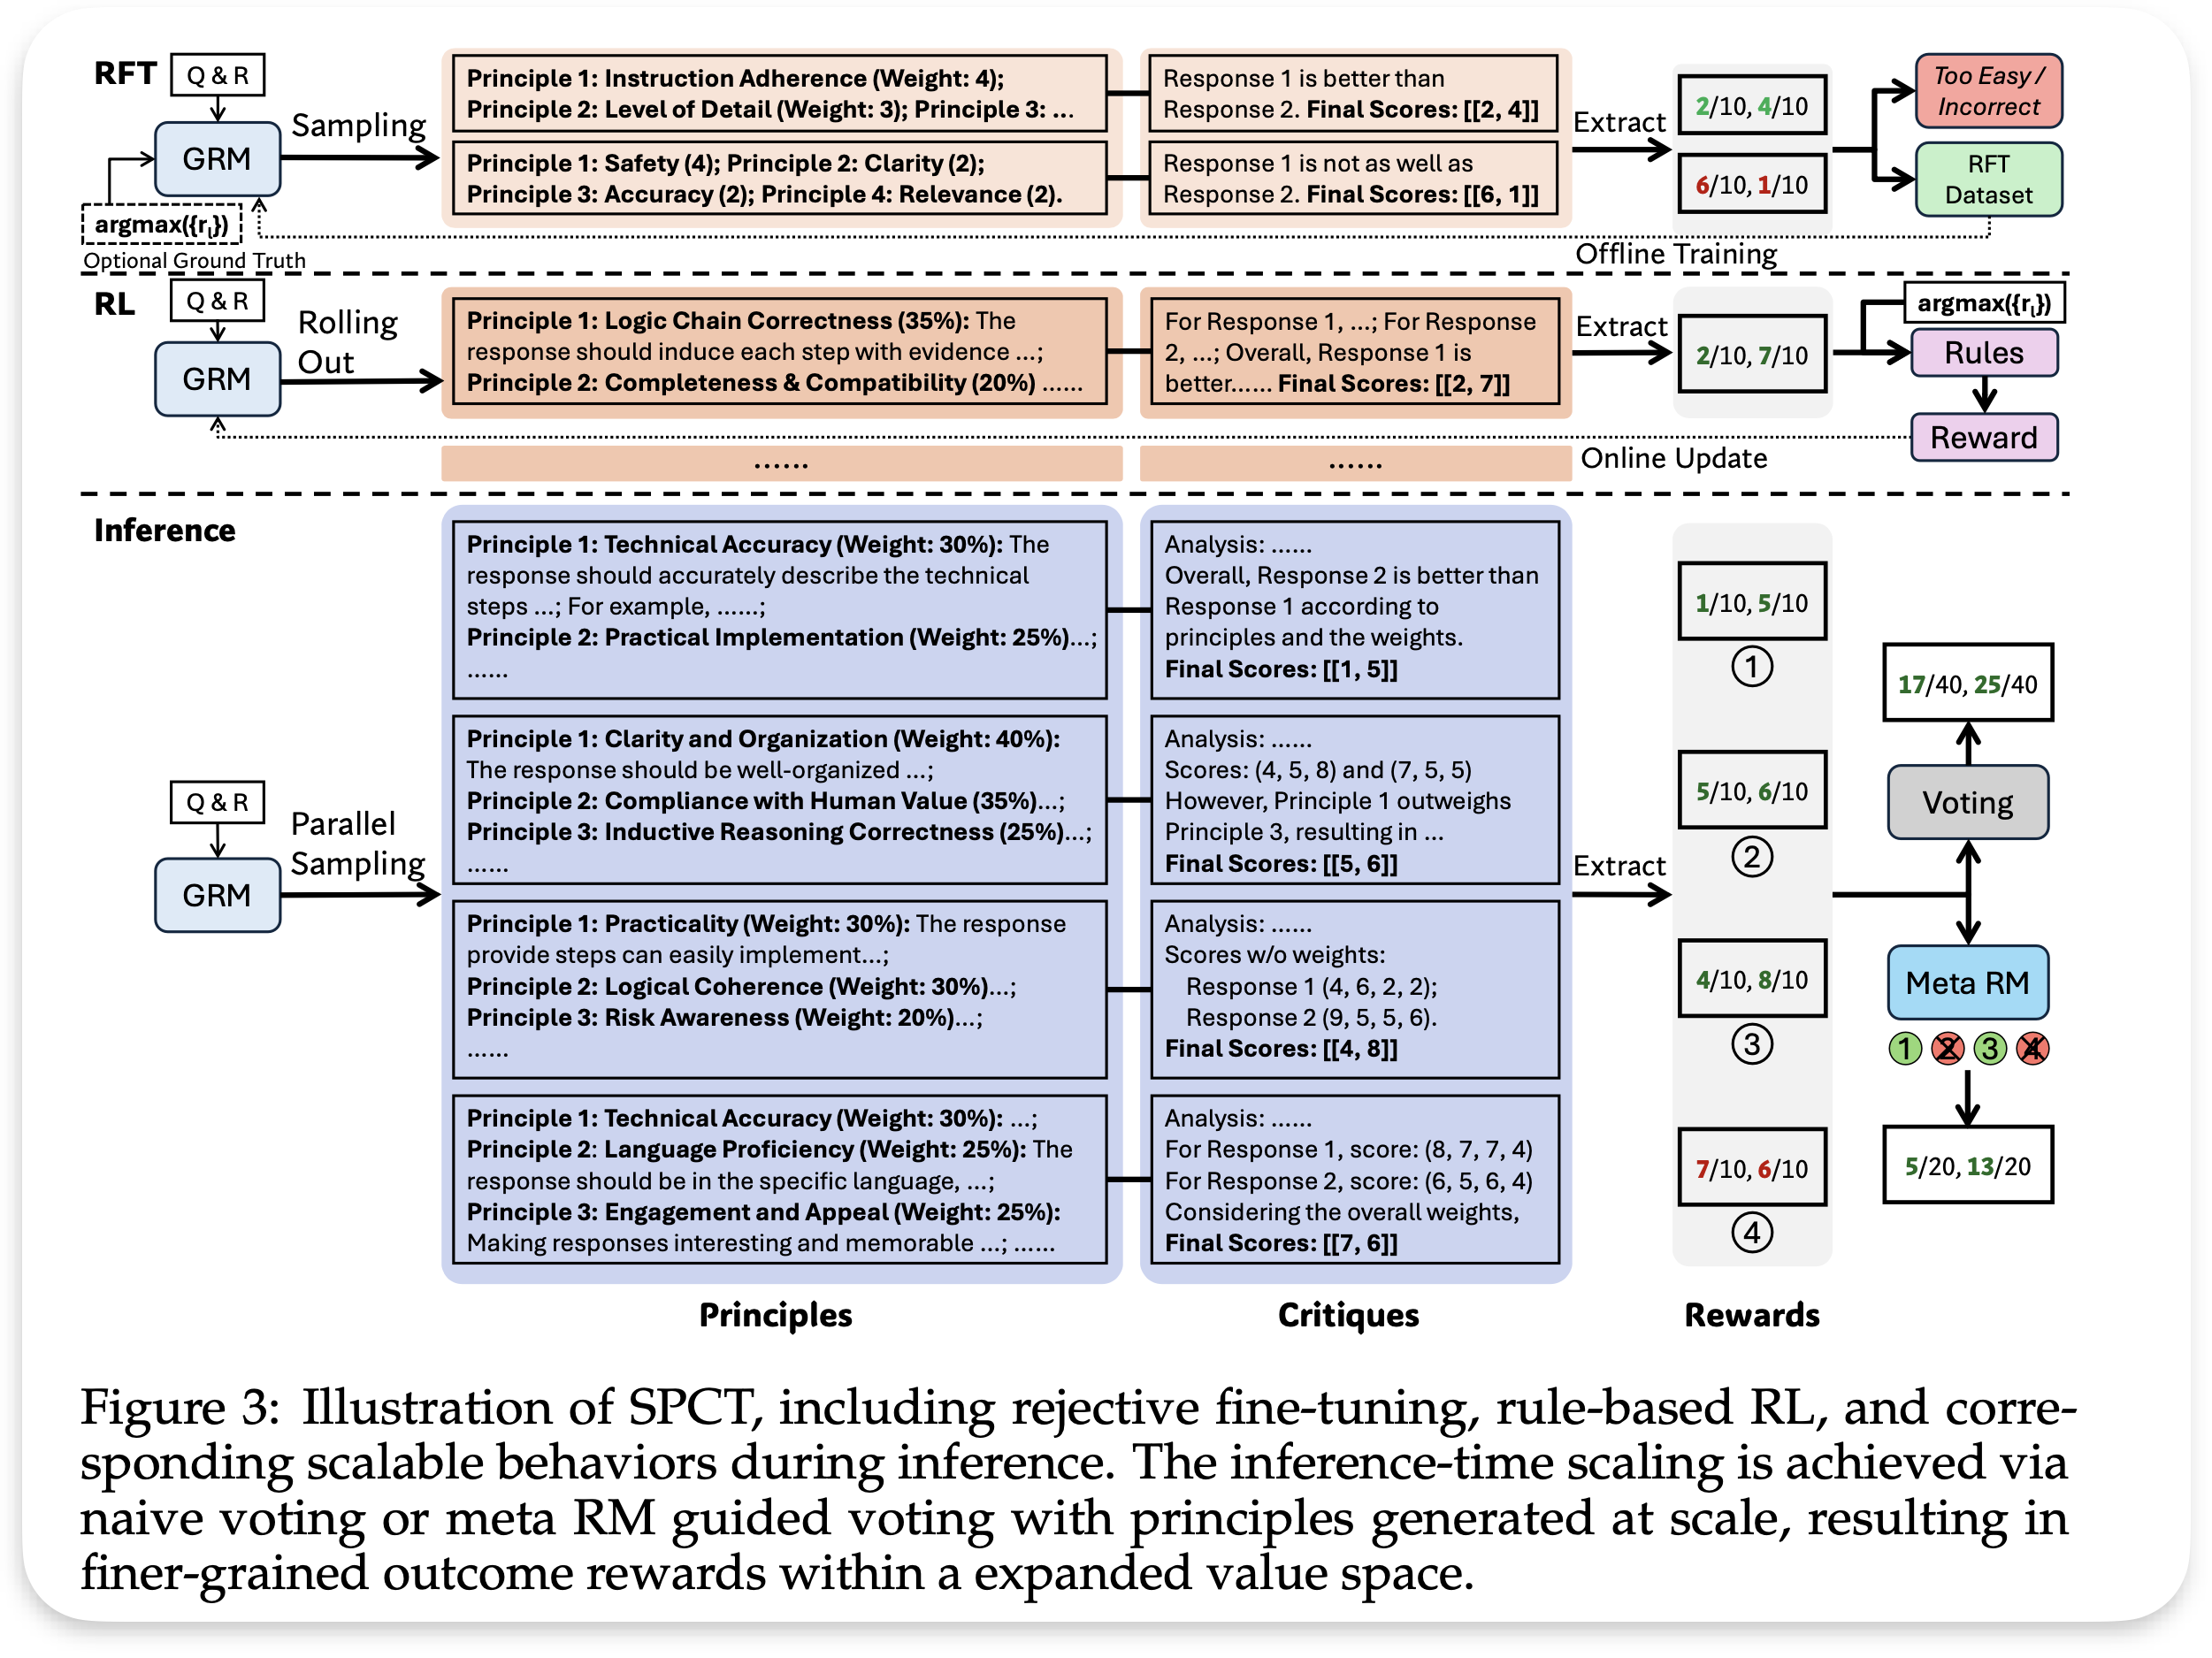 RFT
Q & R
GRM
argmax({rᵢ})
Optional Ground Truth
Sampling
Principle 1: Instruction Adherence (Weight: 4);
Principle 2: Level of Detail (Weight: 3); Principle 3: ...
Response 1 is better than
Response 2. Final Scores: [[2, 4]]
Principle 1: Safety (4); Principle 2: Clarity (2);
Principle 3: Accuracy (2); Principle 4: Relevance (2).
Response 1 is not as well as
Response 2. Final Scores: [[6, 1]]
Extract
2/10, 4/10
6/10, 1/10
Too Easy /
Incorrect
RFT
Dataset
Offline Training
RL
Q & R
GRM
Rolling
Out
Principle 1: Logic Chain Correctness (35%): The
response should induce each step with evidence ...;
Principle 2: Completeness & Compatibility (20%) ......
For Response 1, ...; For Response
2, ...; Overall, Response 1 is
better...... Final Scores: [[2, 7]]
Extract
2/10, 7/10
argmax({rᵢ})
Rules
Reward
Online Update
......
......
Inference
Q & R
GRM
Parallel
Sampling
Principle 1: Technical Accuracy (Weight: 30%): The
response should accurately describe the technical
steps ...; For example, ......;
Principle 2: Practical Implementation (Weight: 25%)...;
......
Analysis: ......
Overall, Response 2 is better than
Response 1 according to
principles and the weights.
Final Scores: [[1, 5]]
Principle 1: Clarity and Organization (Weight: 40%):
The response should be well-organized ...;
Principle 2: Compliance with Human Value (35%)...;
Principle 3: Inductive Reasoning Correctness (25%)...;
......
Analysis: ......
Scores: (4, 5, 8) and (7, 5, 5)
However, Principle 1 outweighs
Principle 3, resulting in ...
Final Scores: [[5, 6]]
Principle 1: Practicality (Weight: 30%): The response
provide steps can easily implement...;
Principle 2: Logical Coherence (Weight: 30%)...;
Principle 3: Risk Awareness (Weight: 20%)...;
......
Analysis: ......
Scores w/o weights:
Response 1 (4, 6, 2, 2);
Response 2 (9, 5, 5, 6).
Final Scores: [[4, 8]]
Principle 1: Technical Accuracy (Weight: 30%): ...;
Principle 2: Language Proficiency (Weight: 25%): The
response should be in the specific language, ...;
Principle 3: Engagement and Appeal (Weight: 25%):
Making responses interesting and memorable ...; ......
Analysis: ......
For Response 1, score: (8, 7, 7, 4)
For Response 2, score: (6, 5, 6, 4)
Considering the overall weights,
Final Scores: [[7, 6]]
Extract
1/10, 5/10
1
5/10, 6/10
2
4/10, 8/10
3
7/10, 6/10
4
17/40, 25/40
Voting
Meta RM
1 2 3 4
5/20, 13/20
Principles
Critiques
Rewards
Figure 3: Illustration of SPCT, including rejective fine-tuning, rule-based RL, and corre-
sponding scalable behaviors during inference. The inference-time scaling is achieved via
naive voting or meta RM guided voting with principles generated at scale, resulting in
finer-grained outcome rewards within a expanded value space.